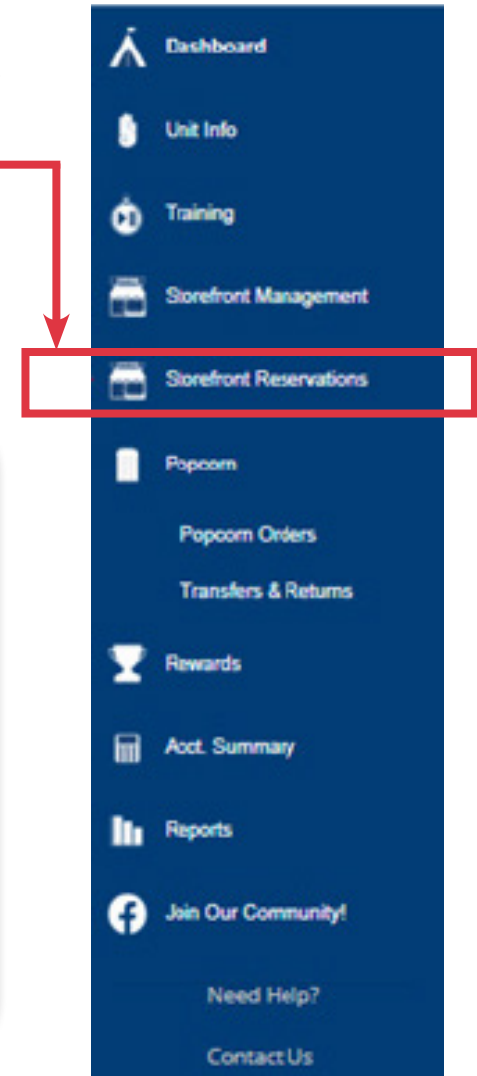 Dashboard
Unit Info
Training
Storefront Management
Storefront Reservations
Popcorn
Popcorn Orders
Transfers & Returns
Rewards
Acct. Summary
Reports
Join Our Community!
Need Help?
Contact Us